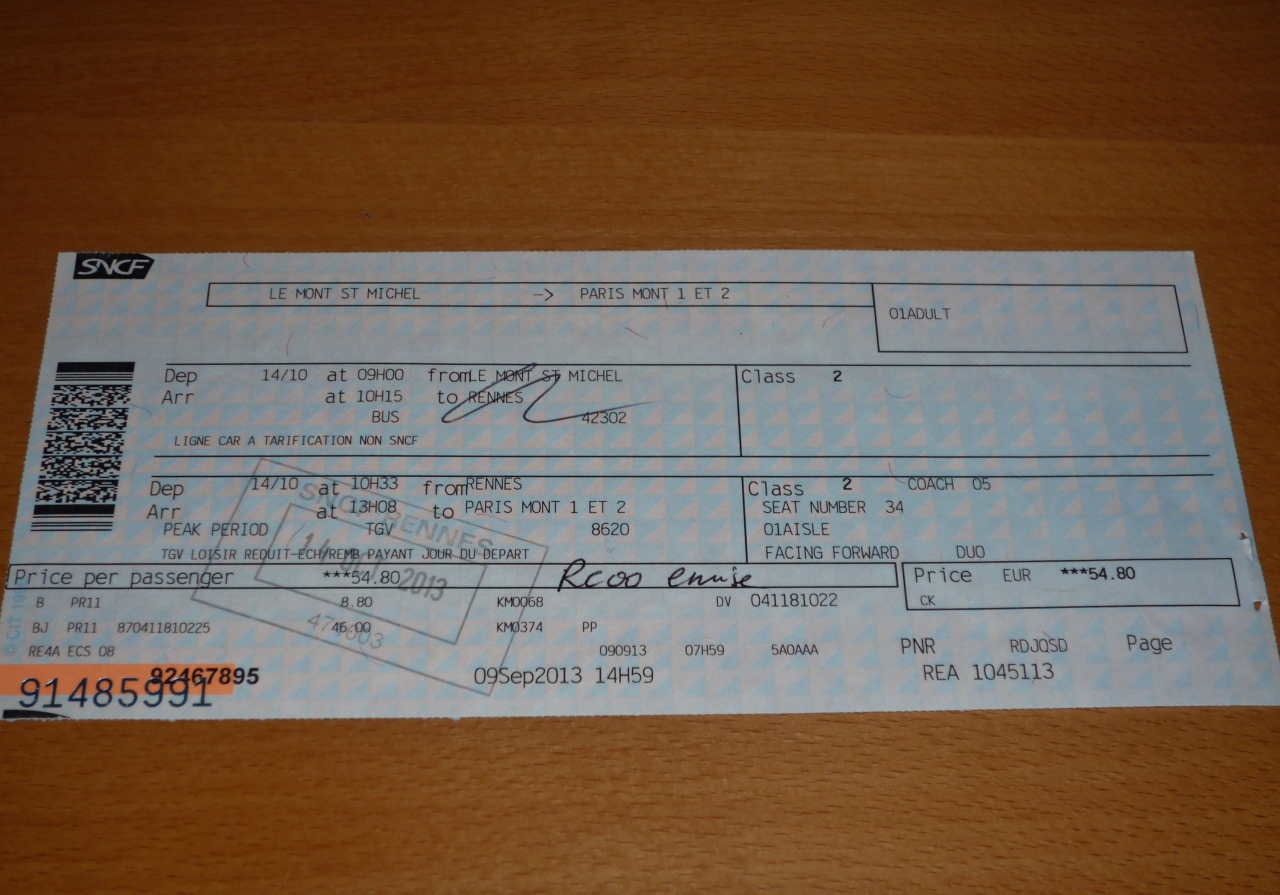 SNCF
LE MONT ST MICHEL -> PARIS MONT 1 ET 2
01ADULT
Dep 14/10 at 09H00 from LE MONT ST MICHEL Class 2
Arr at 10H15 to RENNES
BUS 42302
LIGNE CAR A TARIFICATION NON SNCF
Dep 14/10 at 10H33 from RENNES Class 2 COACH 05
Arr at 13H08 to PARIS MONT 1 ET 2 SEAT NUMBER 34
PEAK PERIOD TGV 8620 01AISLE
TGV LOISIR REDUIT-ECH/REMB PAYANT JOUR DU DEPART FACING FORWARD DUO
SNCF RENNES
2013
Price per passenger ***54.80 Price EUR ***54.80
B PR11 8.80 KM0068 DV 041181022 CK
BJ PR11 870411810225 46.00 KM0374 PP
RE4A ECS 08 090913 07H59 5A0AAA PNR RDJQSD Page
92467895 09Sep2013 14H59 REA 1045113
91485991